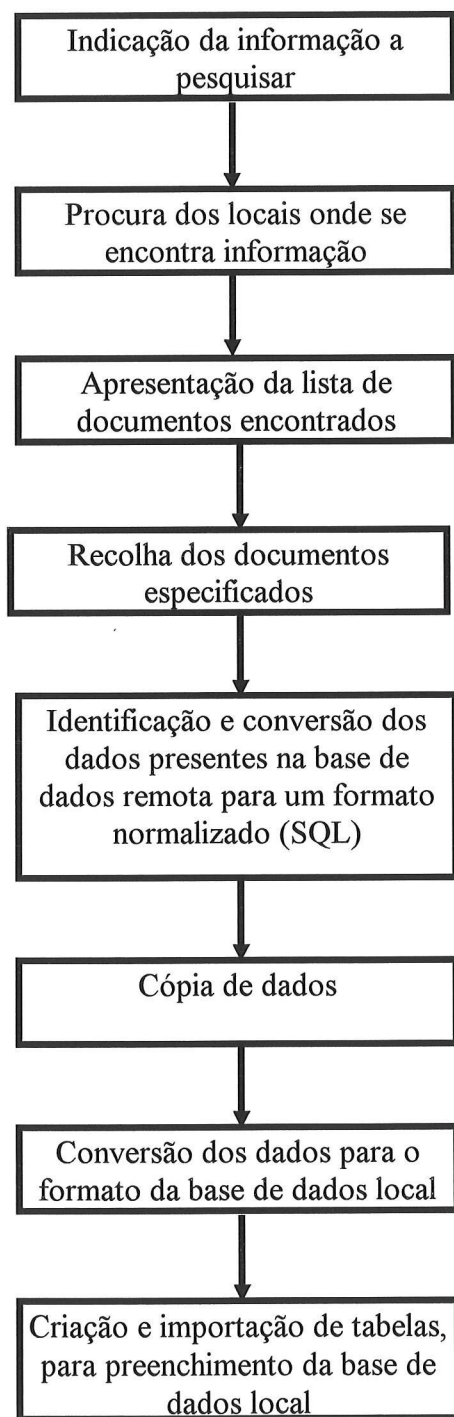 Indicação da informação a
pesquisar
Procura dos locais onde se
encontra informação
Apresentação da lista de
documentos encontrados
Recolha dos documentos
especificados
Identificação e conversão dos
dados presentes na base de
dados remota para um formato
normalizado (SQL)
Cópia de dados
Conversão dos dados para o
formato da base de dados local
Criação e importação de tabelas,
para preenchimento da base de
dados local